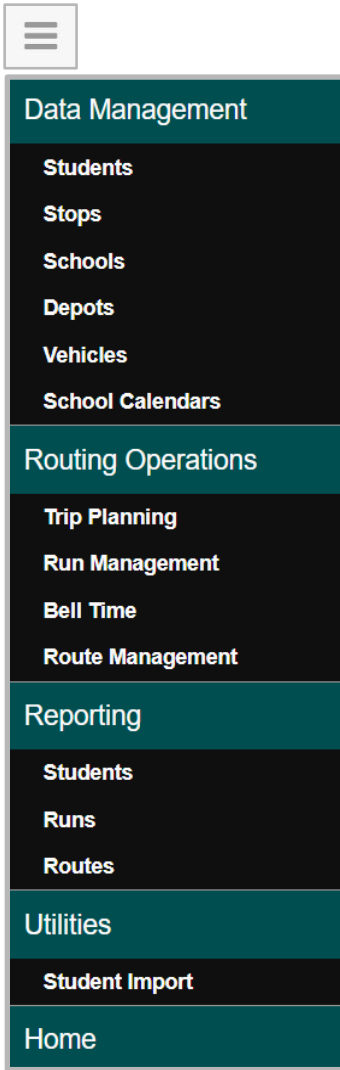 Data Management
Students
Stops
Schools
Depots
Vehicles
School Calendars
Routing Operations
Trip Planning
Run Management
Bell Time
Route Management
Reporting
Students
Runs
Routes
Utilities
Student Import
Home